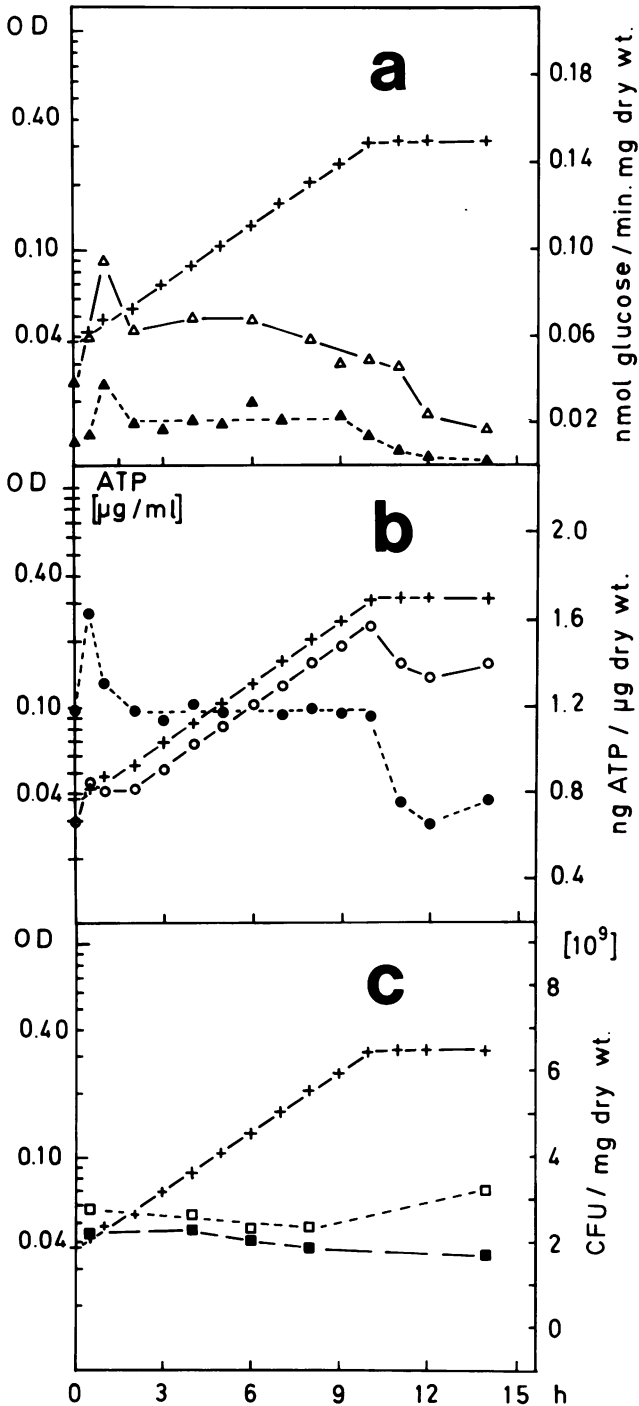 OD
a
0.40
0.10
0.04
0.18
0.14
0.10
0.06
0.02
nmol glucose / min. mg dry wt.
OD
ATP
[µg/ml]
b
0.40
0.10
0.04
2.0
1.6
1.2
0.8
0.4
ng ATP / µg dry wt.
OD
c
[10⁹]
0.40
0.10
0.04
8
6
4
2
0
CFU / mg dry wt.
0 3 6 9 12 15 h